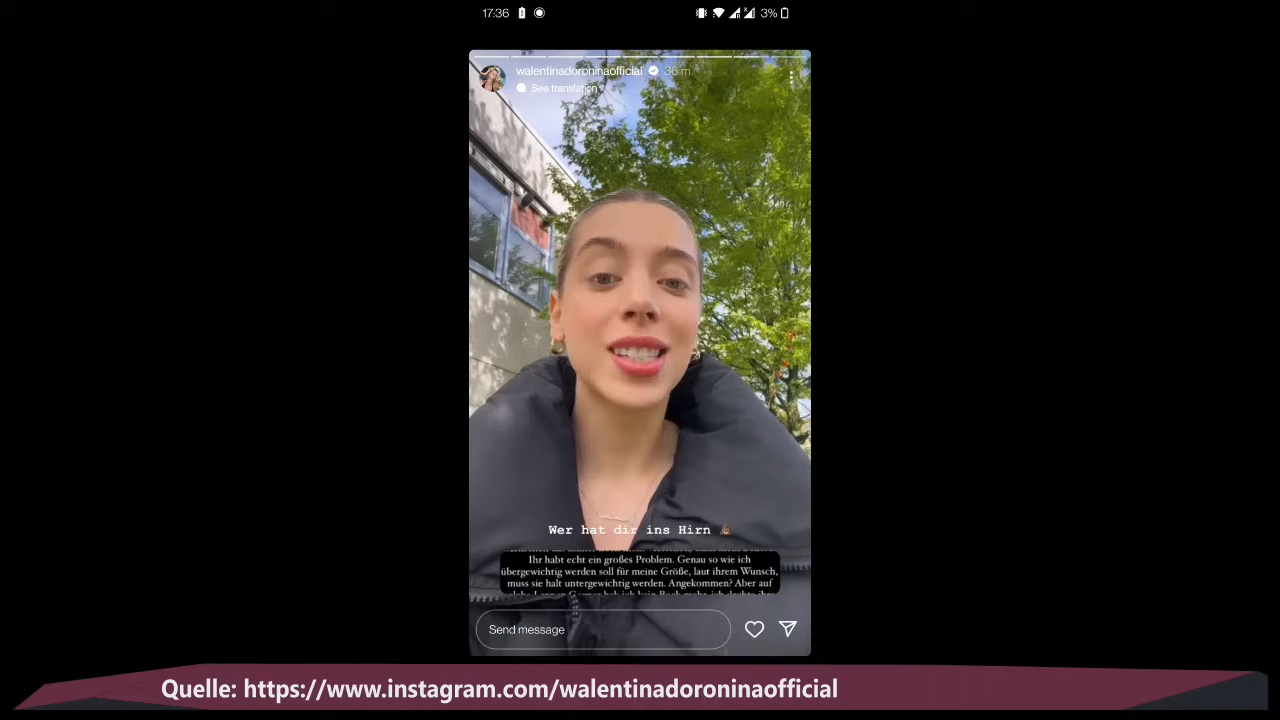 17:36
3%
walentinadoroninaofficial 36 m
See translation
Wer hat dir ins Hirn 💩
Ihr habt echt ein großes Problem. Genau so wie ich
übergewichtig werden soll für meine Größe, laut ihrem Wunsch,
muss sie halt untergewichtig werden. Angekommen? Aber auf
Send message
Quelle: https://www.instagram.com/walentinadoroninaofficial